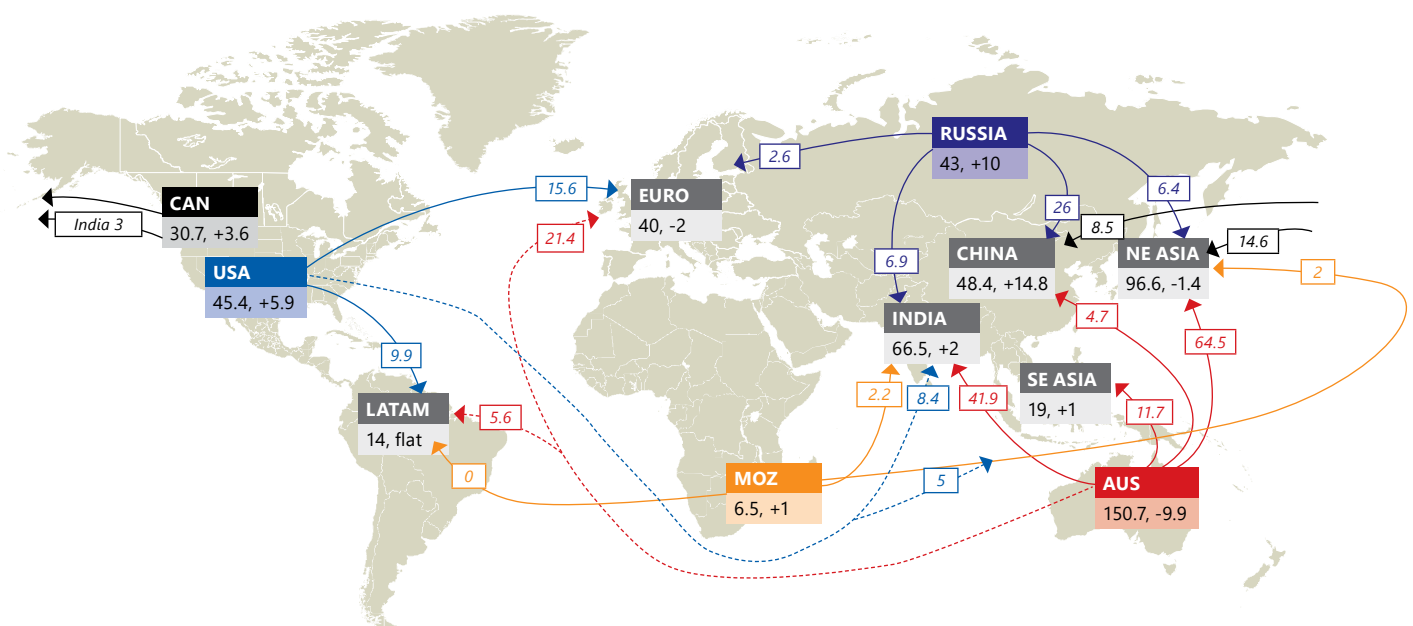 RUSSIA
43, +10
2.6
CAN
30.7, +3.6
India 3
15.6
EURO
40, -2
6.4
26
8.5
14.6
21.4
CHINA
48.4, +14.8
NE ASIA
96.6, -1.4
USA
45.4, +5.9
6.9
2
INDIA
66.5, +2
4.7
64.5
9.9
SE ASIA
19, +1
2.2
8.4
41.9
11.7
LATAM
14, flat
5.6
0
MOZ
6.5, +1
5
AUS
150.7, -9.9